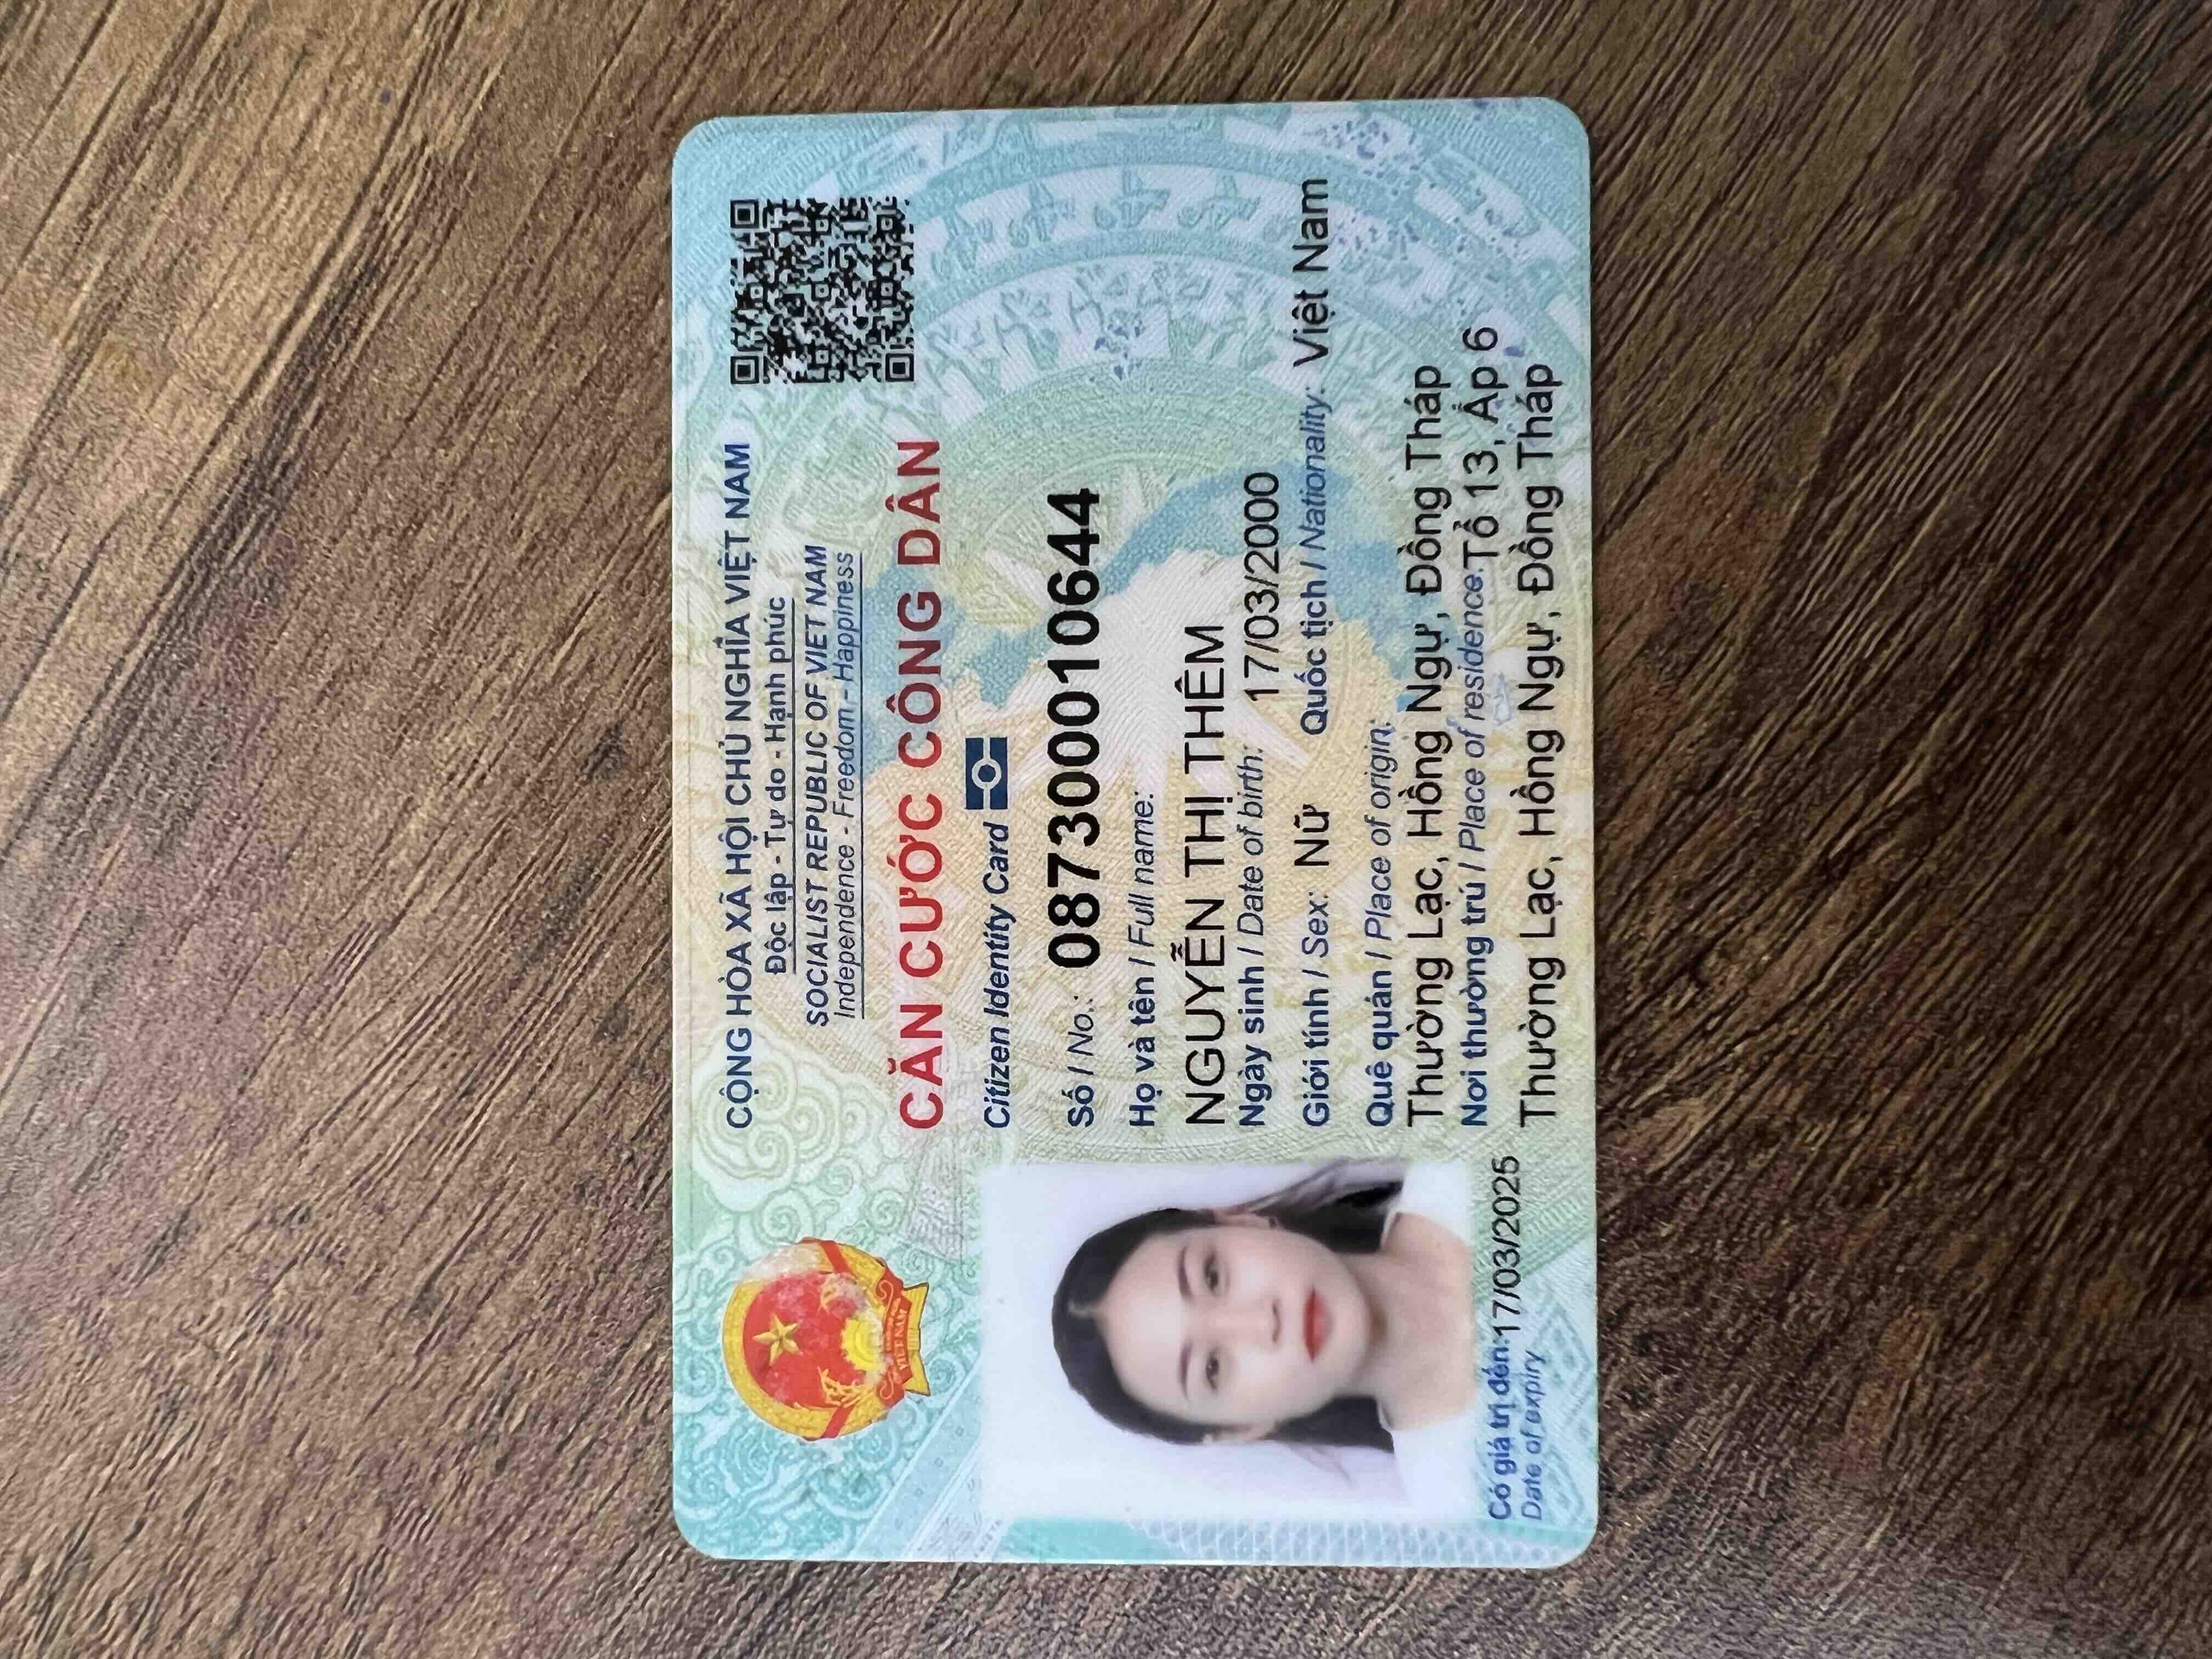 CỘNG HÒA XÃ HỘI CHỦ NGHĨA VIỆT NAM
Độc lập - Tự do - Hạnh phúc
SOCIALIST REPUBLIC OF VIET NAM
Independence - Freedom - Happiness
CĂN CƯỚC CÔNG DÂN
Citizen Identity Card
Số / No.: 087300010644
Họ và tên / Full name:
NGUYỄN THỊ THÊM
Ngày sinh / Date of birth: 17/03/2000
Giới tính / Sex: Nữ Quốc tịch / Nationality: Việt Nam
Quê quán / Place of origin:
Thường Lạc, Hồng Ngự, Đồng Tháp
Nơi thường trú / Place of residence: Tổ 13, Ấp 6
Thường Lạc, Hồng Ngự, Đồng Tháp
Có giá trị đến: 17/03/2025
Date of expiry
VIỆT NAM